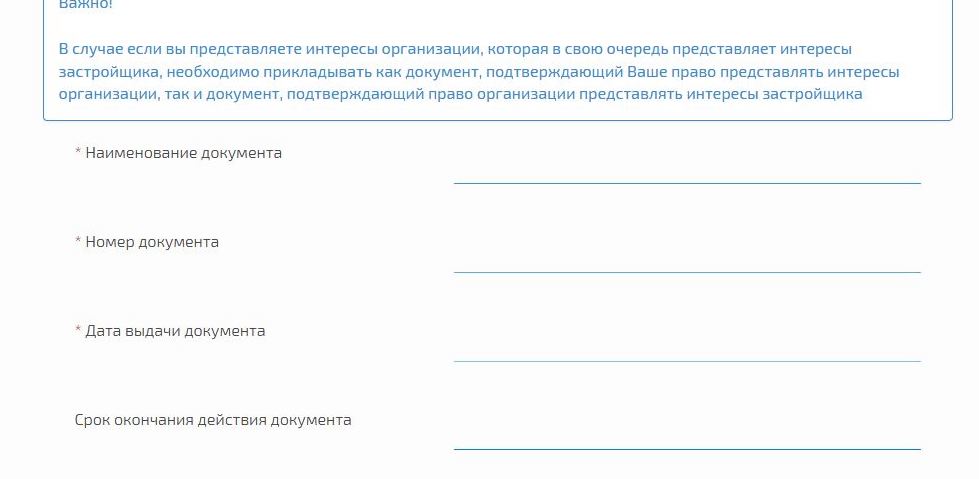 Важно!
В случае если вы представляете интересы организации, которая в свою очередь представляет интересы
застройщика, необходимо прикладывать как документ, подтверждающий Ваше право представлять интересы
организации, так и документ, подтверждающий право организации представлять интересы застройщика
* Наименование документа
* Номер документа
* Дата выдачи документа
Срок окончания действия документа